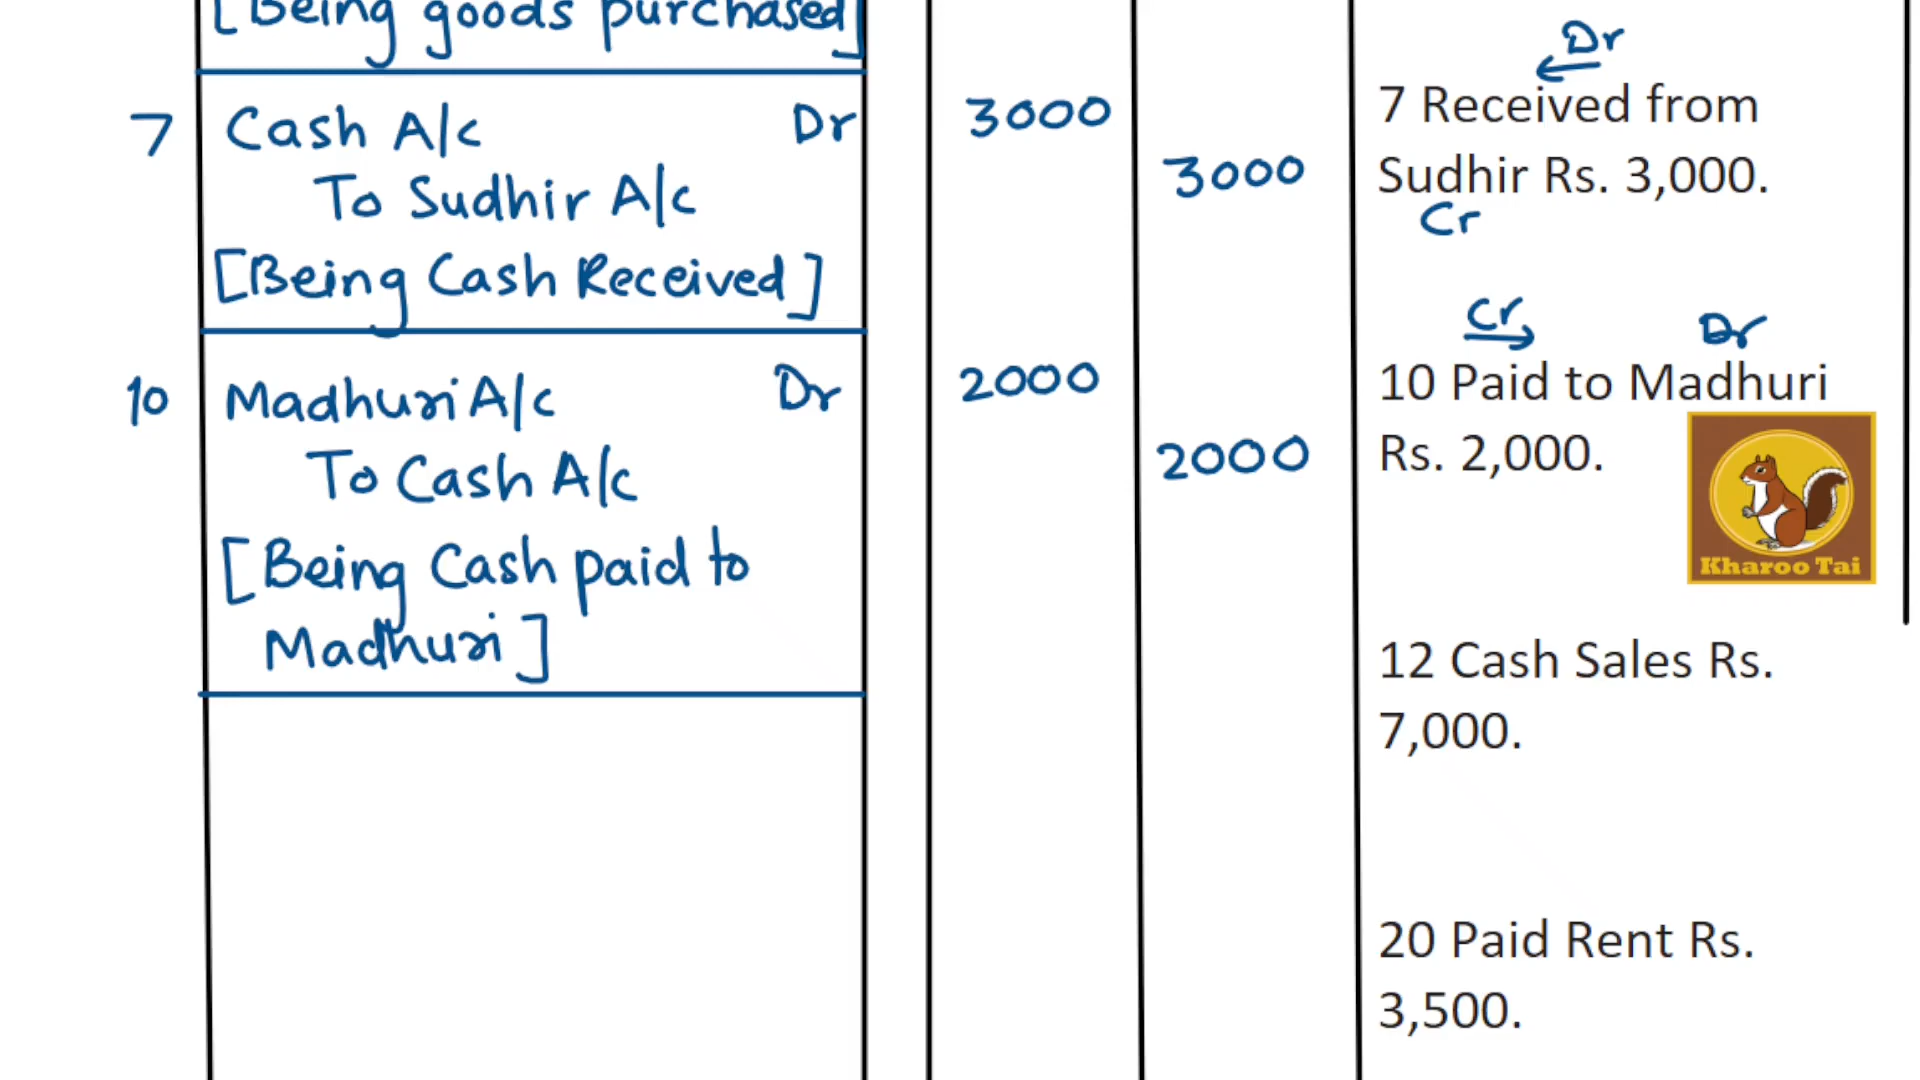 [Being goods purchased]
7 Cash A/c Dr 3000
To Sudhir A/c 3000
[Being Cash Received]
10 Madhuri A/c Dr 2000
To Cash A/c 2000
[Being Cash paid to
Madhuri]
Dr
7 Received from
Sudhir Rs. 3,000.
Cr
Cr Dr
10 Paid to Madhuri
Rs. 2,000.
Kharoo Tai
12 Cash Sales Rs.
7,000.
20 Paid Rent Rs.
3,500.